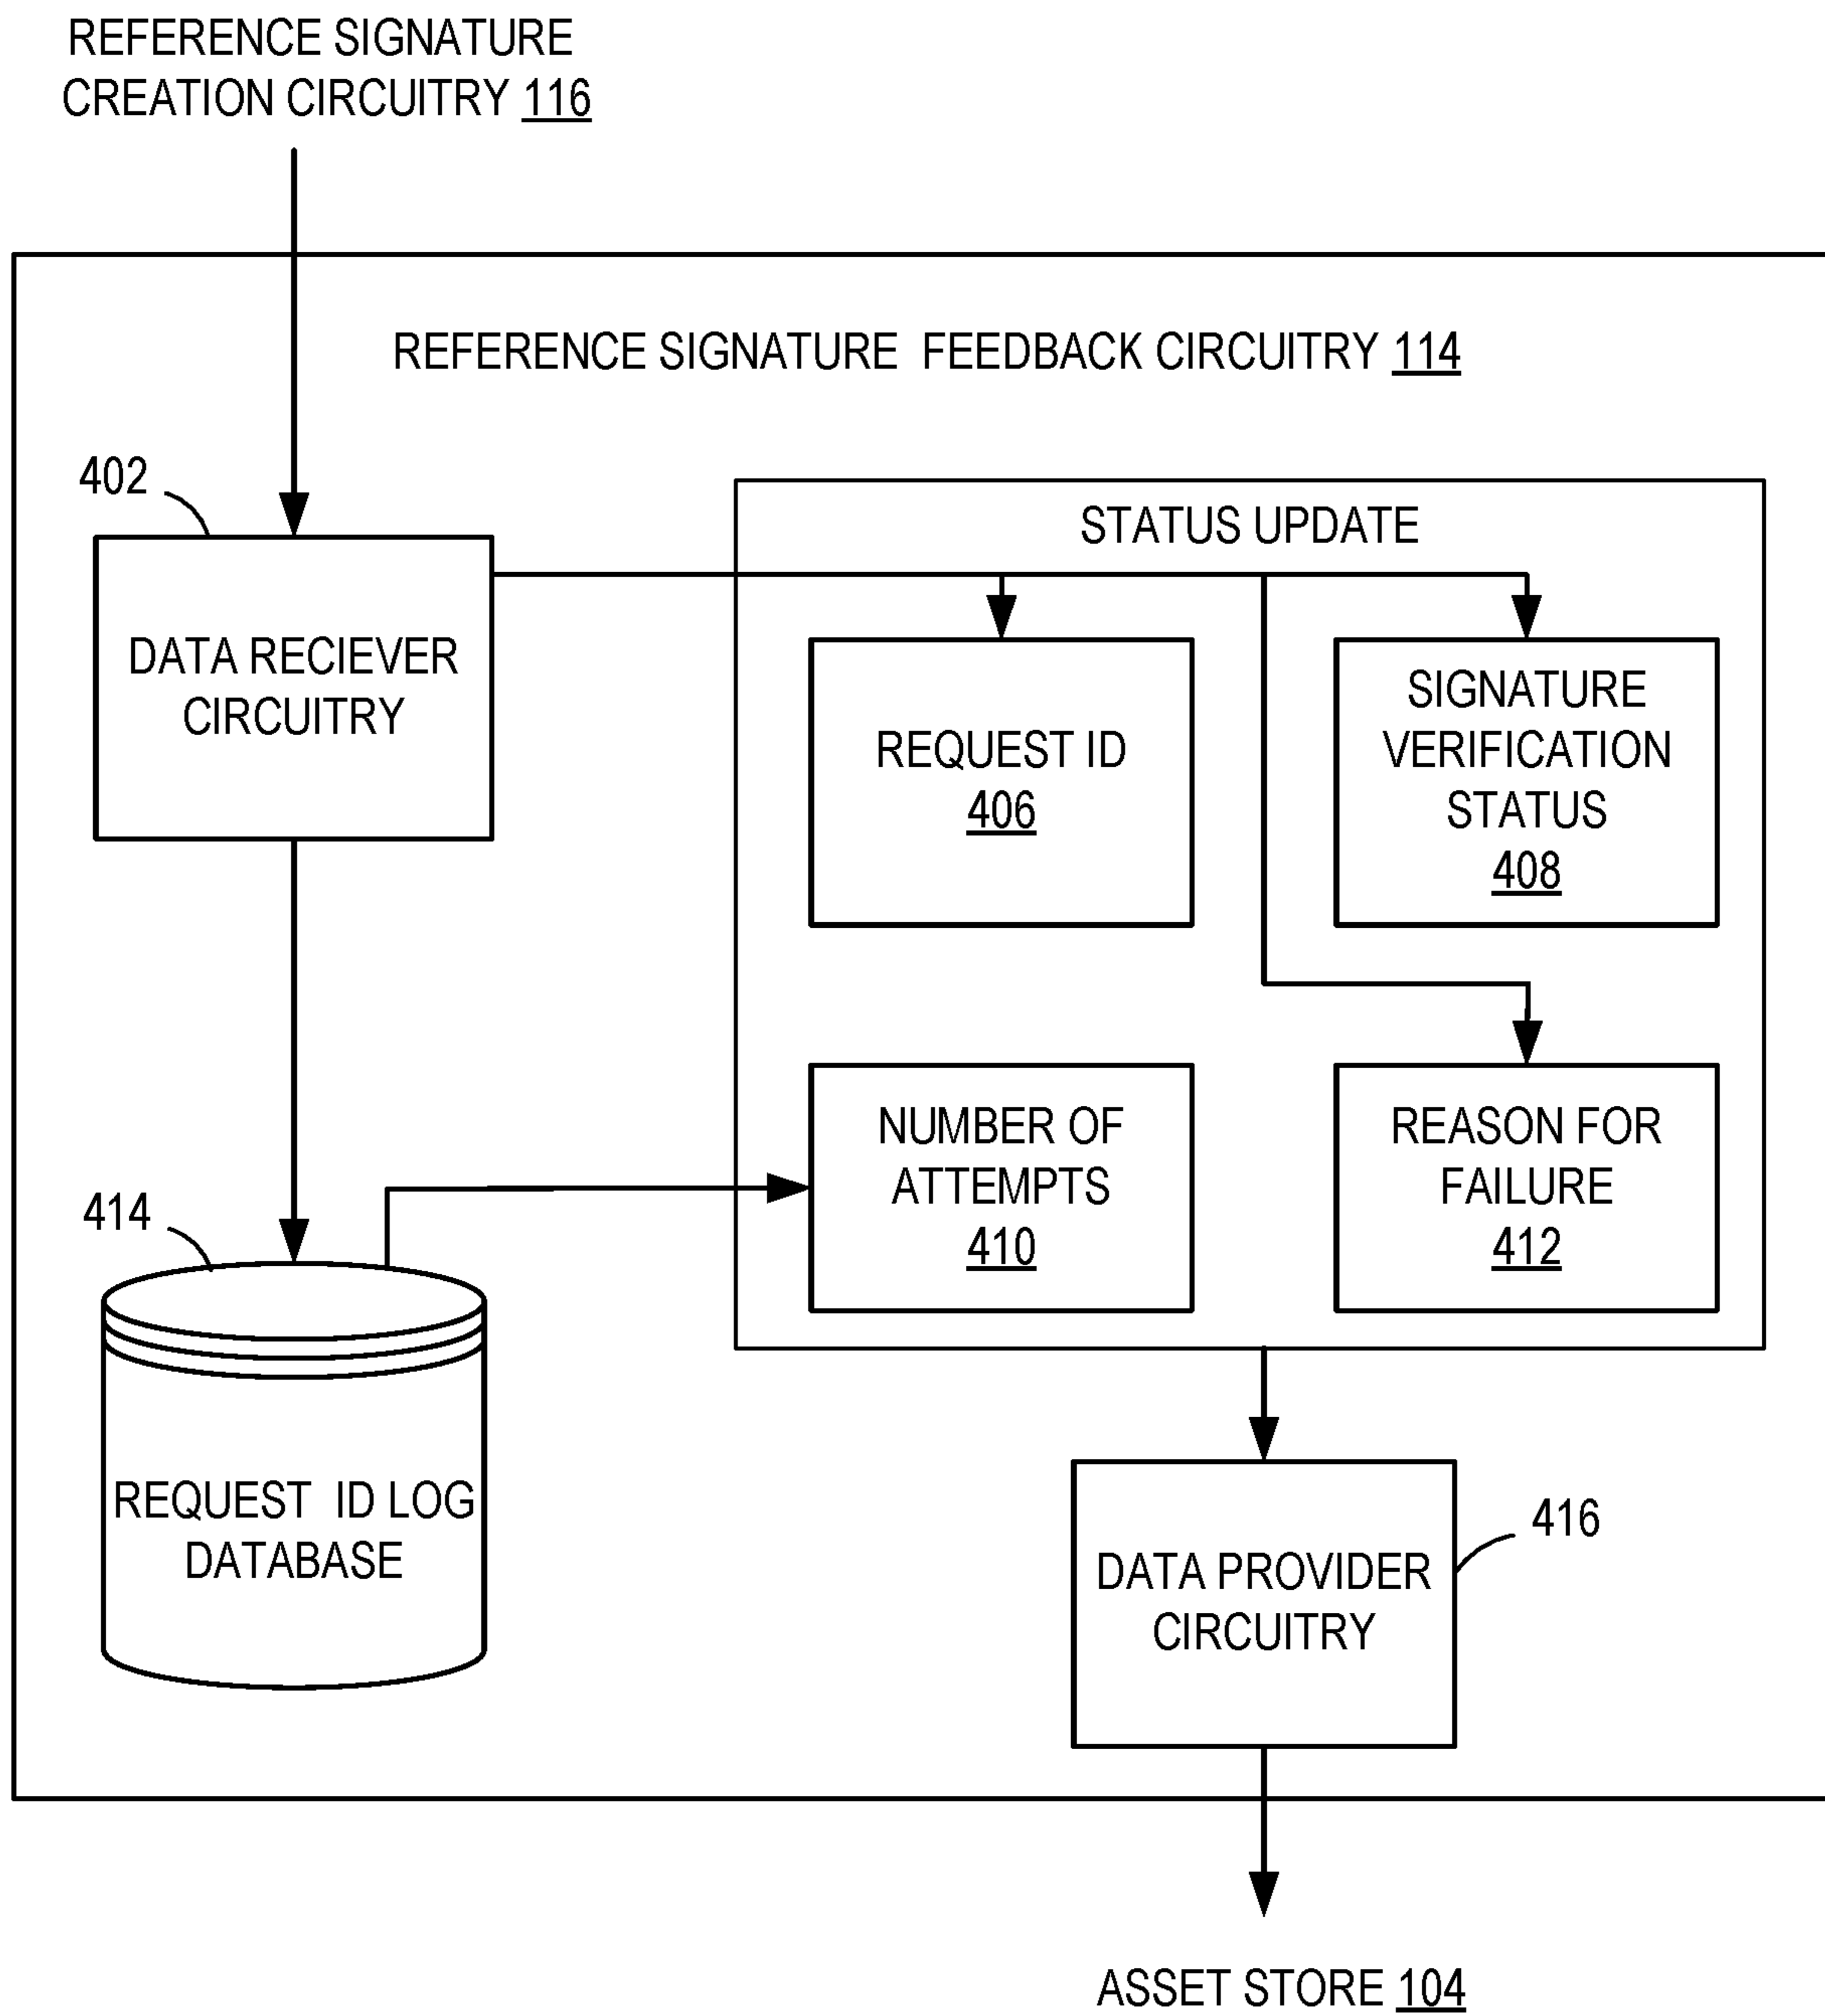 REFERENCE SIGNATURE
CREATION CIRCUITRY 116
REFERENCE SIGNATURE FEEDBACK CIRCUITRY 114
402
DATA RECIEVER
CIRCUITRY
STATUS UPDATE
REQUEST ID
406
SIGNATURE
VERIFICATION
STATUS
408
NUMBER OF
ATTEMPTS
410
REASON FOR
FAILURE
412
414
REQUEST ID LOG
DATABASE
DATA PROVIDER
CIRCUITRY
416
ASSET STORE 104